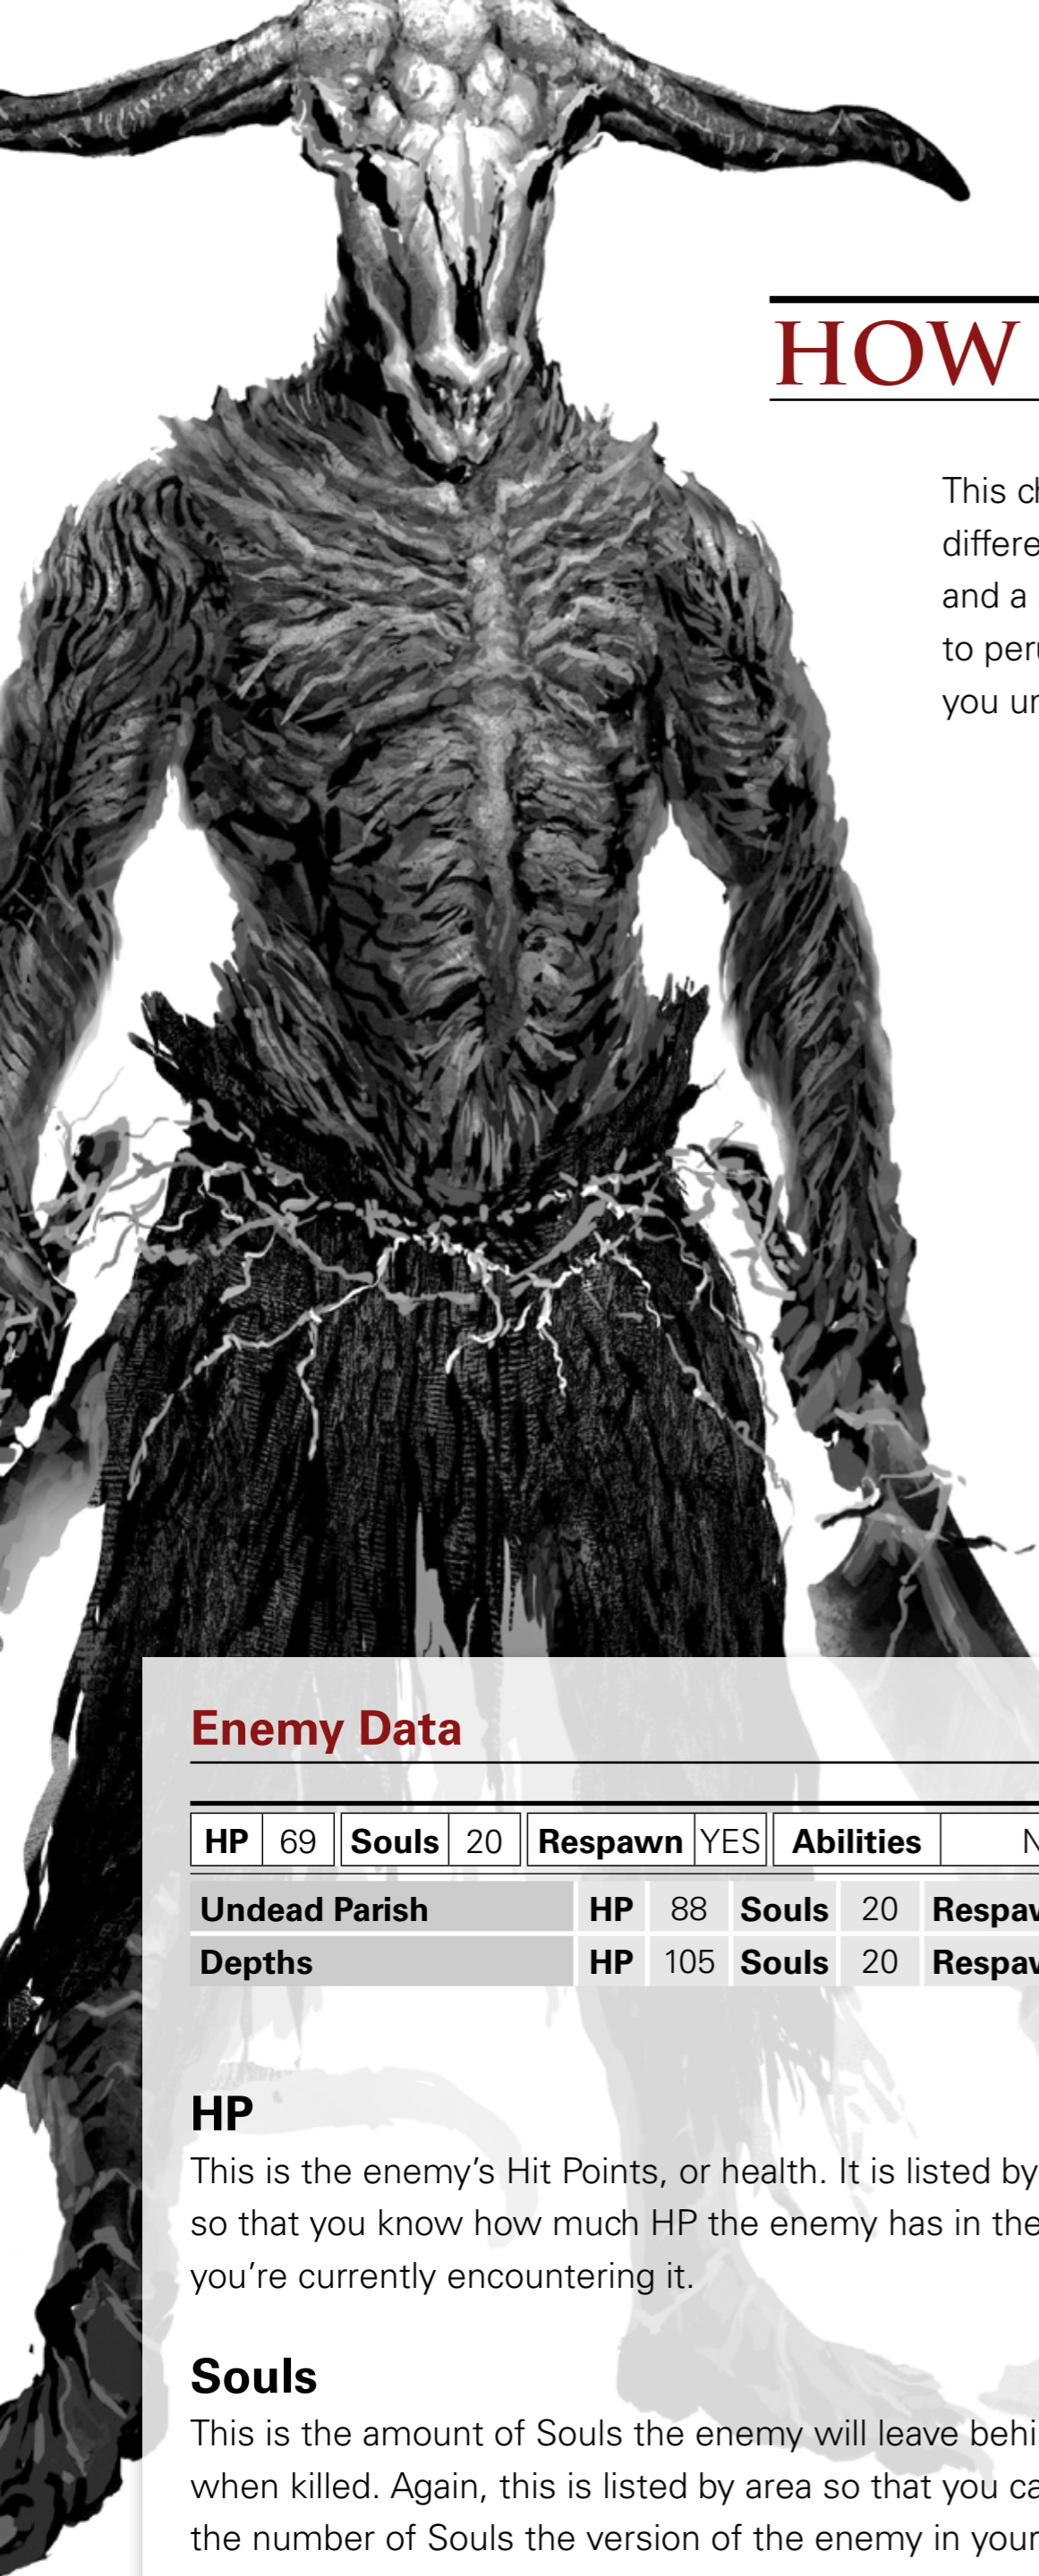 HOW
This
differe
and a
to
you
Enemy Data
HP 69 Souls 20 Respawn YES Abilities
Undead Parish HP 88 Souls 20
Depths HP 105 Souls 20
HP
This is the enemy’s Hit Points, or health. It is listed by
so that you know how much HP the enemy has in the
you’re currently encountering it.
Souls
This is the amount of Souls the enemy will leave behi
when killed. Again, this is listed by area so that you
the number of Souls the version of the enemy in your